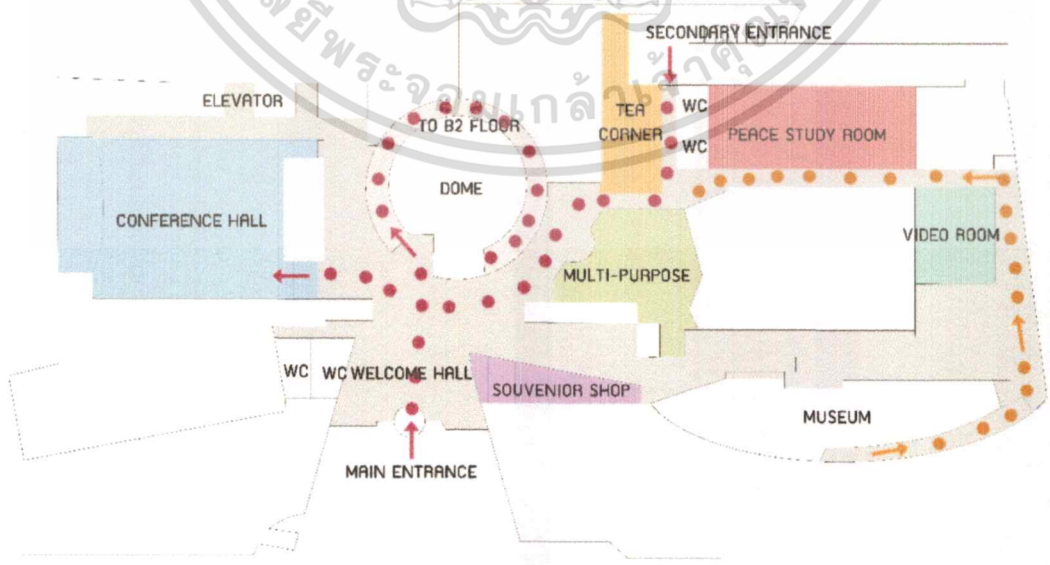 SECONDARY ENTRANCE
ELEVATOR
WC
TO B2 FLOOR
TEA
CORNER
PEACE STUDY ROOM
WC
DOME
CONFERENCE HALL
VIDEO ROOM
MULTI-PURPOSE
WC
WC
WELCOME HALL
SOUVENIOR SHOP
MUSEUM
MAIN ENTRANCE